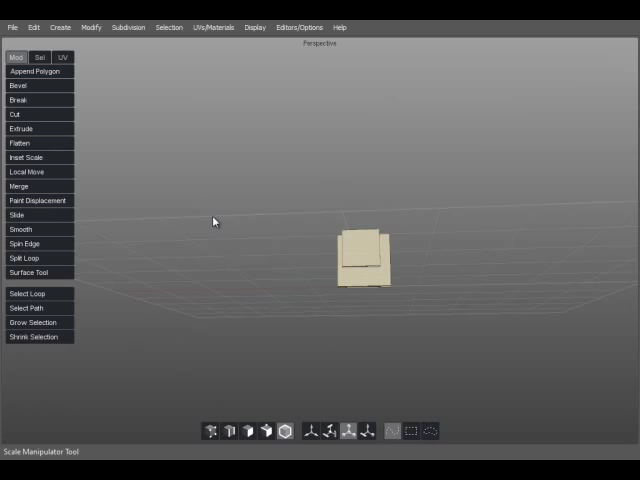 File Edit Create Modify Subdivision Selection UVs/Materials Display Editors/Options Help
Perspective
Mod Sel UV
Append Polygon
Bevel
Break
Cut
Extrude
Flatten
Inset Scale
Local Move
Merge
Paint Displacement
Slide
Smooth
Spin Edge
Split Loop
Surface Tool
Select Loop
Select Path
Grow Selection
Shrink Selection
Scale Manipulator Tool